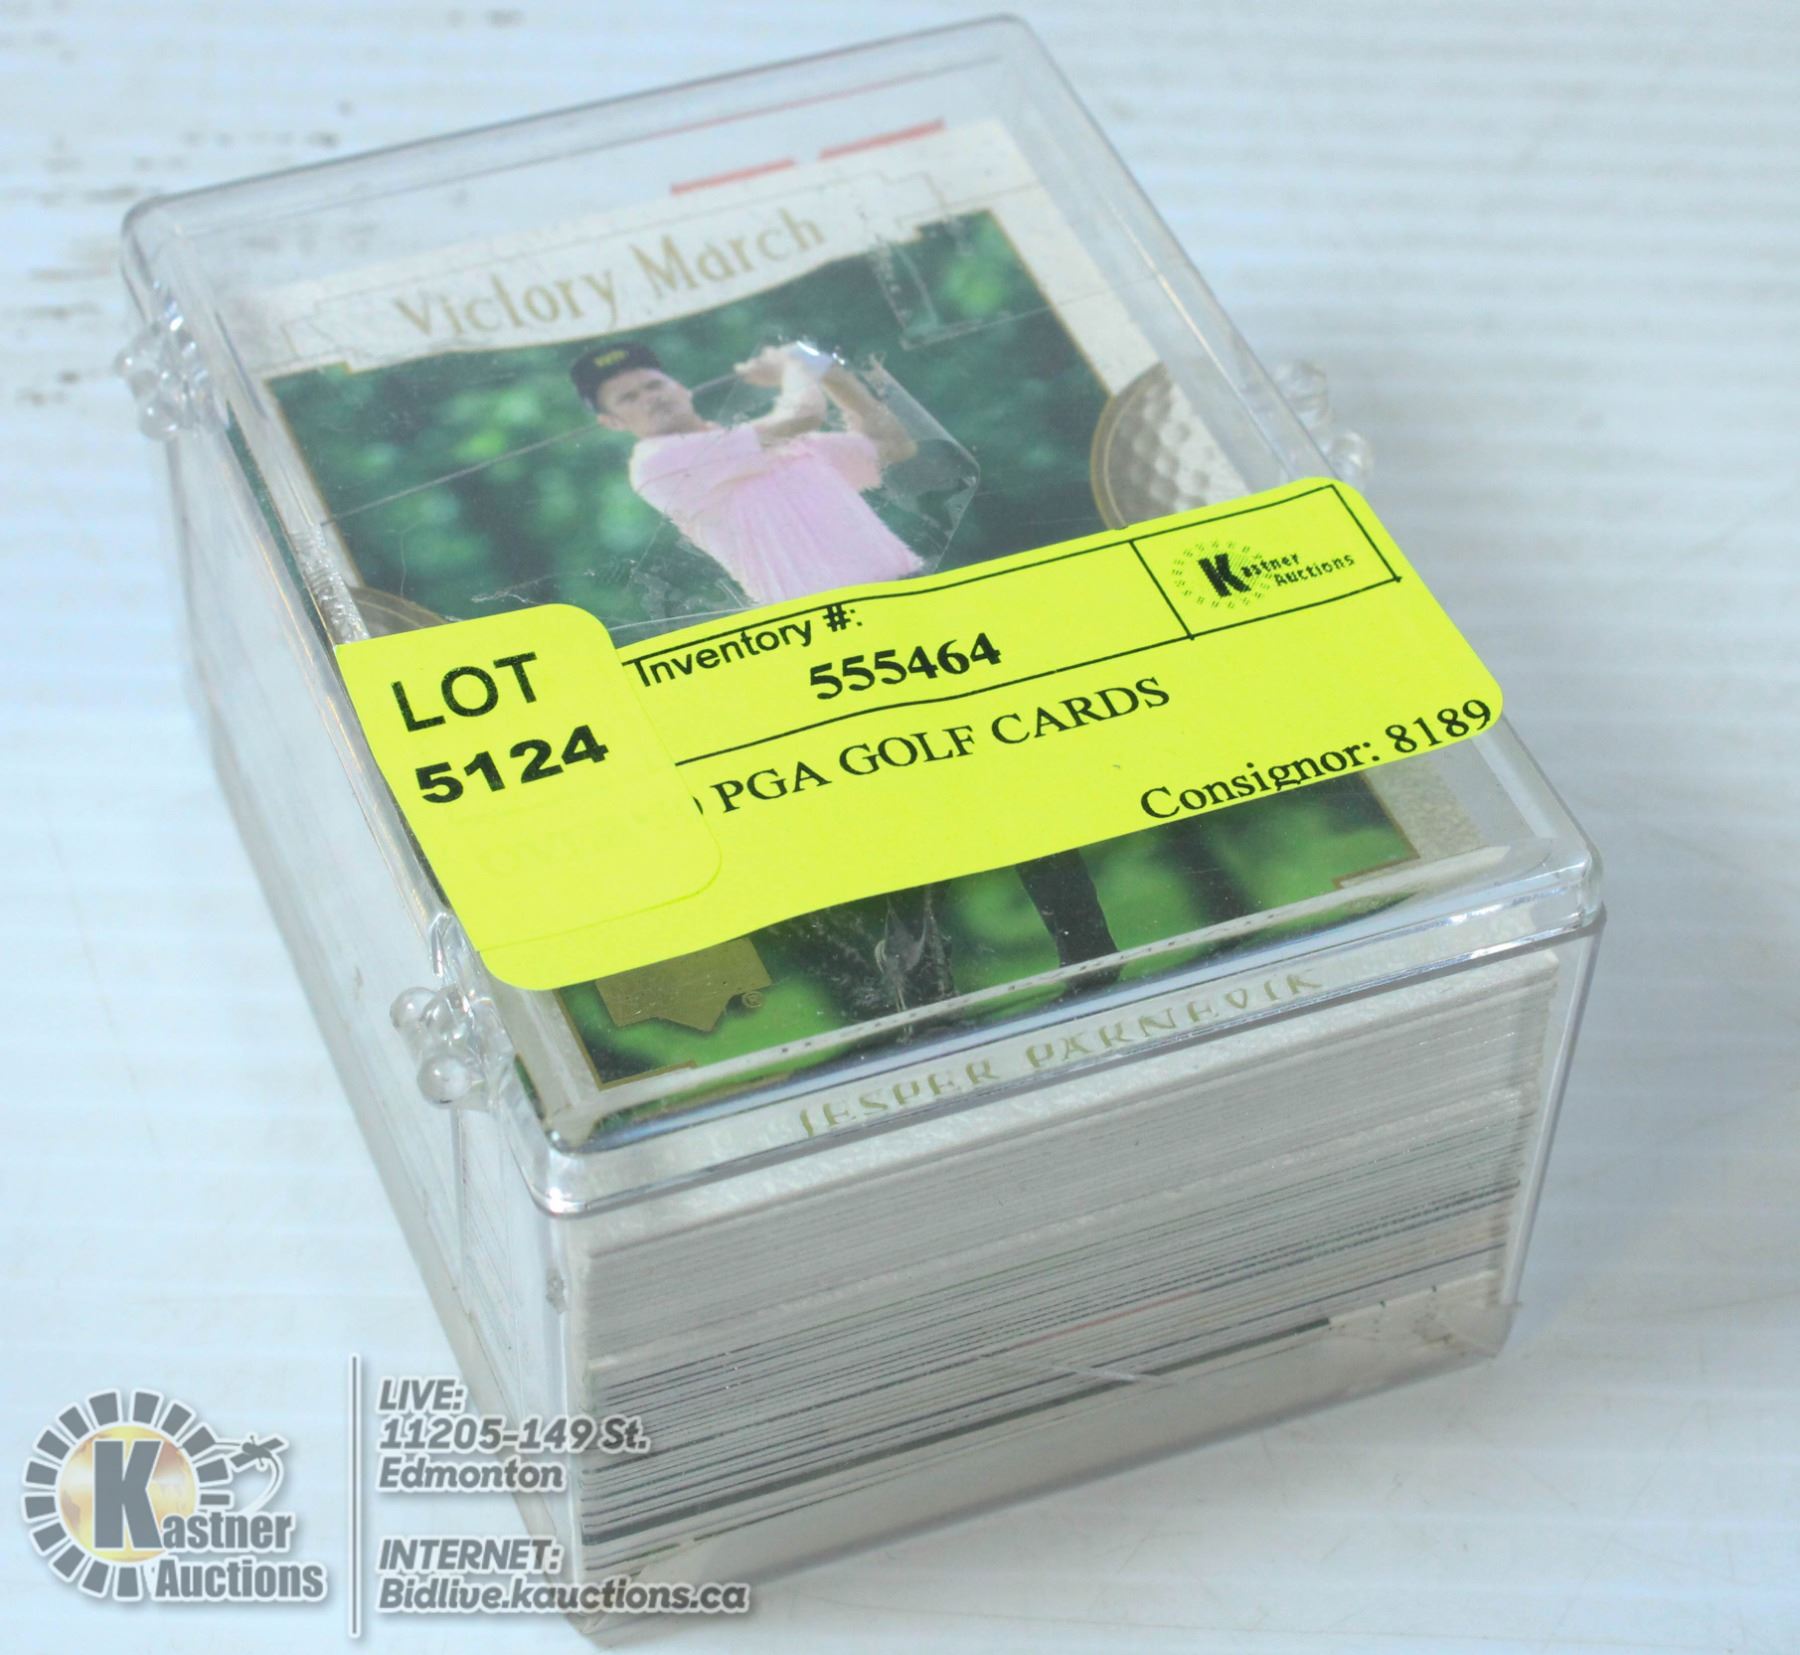 Victory March
Inventory #:
555464
Kastner
Auctions
LOT
5124
PGA GOLF CARDS
Consignor: 8189
®
JESPER PARNEVIK
Kastner
Auctions
LIVE:
11205-149 St.
Edmonton
INTERNET:
Bidlive.kauctions.ca